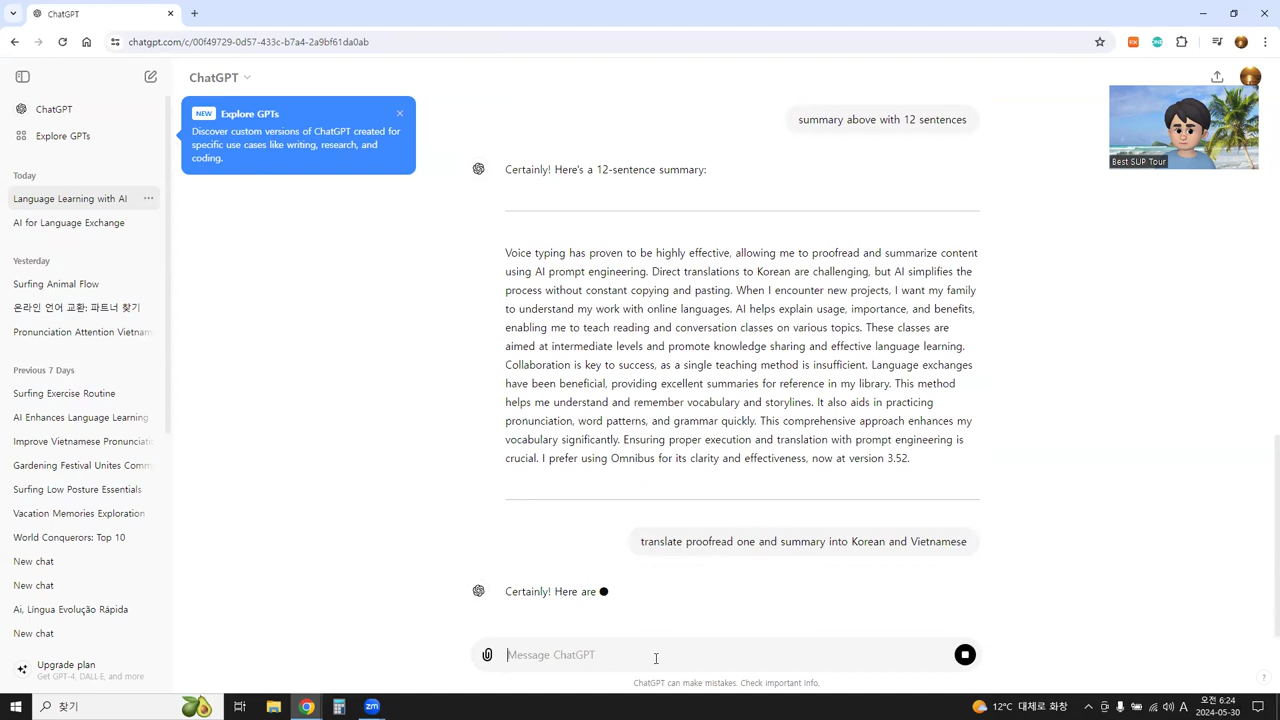 ChatGPT
chatgpt.com/c/00f49729-0d57-433c-b7a4-2a9bf61da0ab
ChatGPT
ChatGPT
Explore GPTs
NEW Explore GPTs
Discover custom versions of ChatGPT created for
specific use cases like writing, research, and
coding.
Best SUP Tour
Today
Language Learning with AI
AI for Language Exchange
Yesterday
Surfing Animal Flow
온라인 언어 교환: 파트너 찾기
Pronunciation Attention Vietnam
Previous 7 Days
Surfing Exercise Routine
AI Enhances Language Learning
Improve Vietnamese Pronunciatio
Gardening Festival Unites Comm
Surfing Low Posture Essentials
Vacation Memories Exploration
World Conquerors: Top 10
New chat
New chat
Ai, Língua Evolução Rápida
New chat
Upgrade plan
Get GPT-4, DALL·E, and more
summary above with 12 sentences
Certainly! Here's a 12-sentence summary:
Voice typing has proven to be highly effective, allowing me to proofread and summarize content
using AI prompt engineering. Direct translations to Korean are challenging, but AI simplifies the
process without constant copying and pasting. When I encounter new projects, I want my family
to understand my work with online languages. AI helps explain usage, importance, and benefits,
enabling me to teach reading and conversation classes on various topics. These classes are
aimed at intermediate levels and promote knowledge sharing and effective language learning.
Collaboration is key to success, as a single teaching method is insufficient. Language exchanges
have been beneficial, providing excellent summaries for reference in my library. This method
helps me understand and remember vocabulary and storylines. It also aids in practicing
pronunciation, word patterns, and grammar quickly. This comprehensive approach enhances my
vocabulary significantly. Ensuring proper execution and translation with prompt engineering is
crucial. I prefer using Omnibus for its clarity and effectiveness, now at version 3.52.
translate proofread one and summary into Korean and Vietnamese
Certainly! Here are
Message ChatGPT
ChatGPT can make mistakes. Check important info.
?
찾기
12°C 대체로 화창
A
오전 6:24
2024-05-30